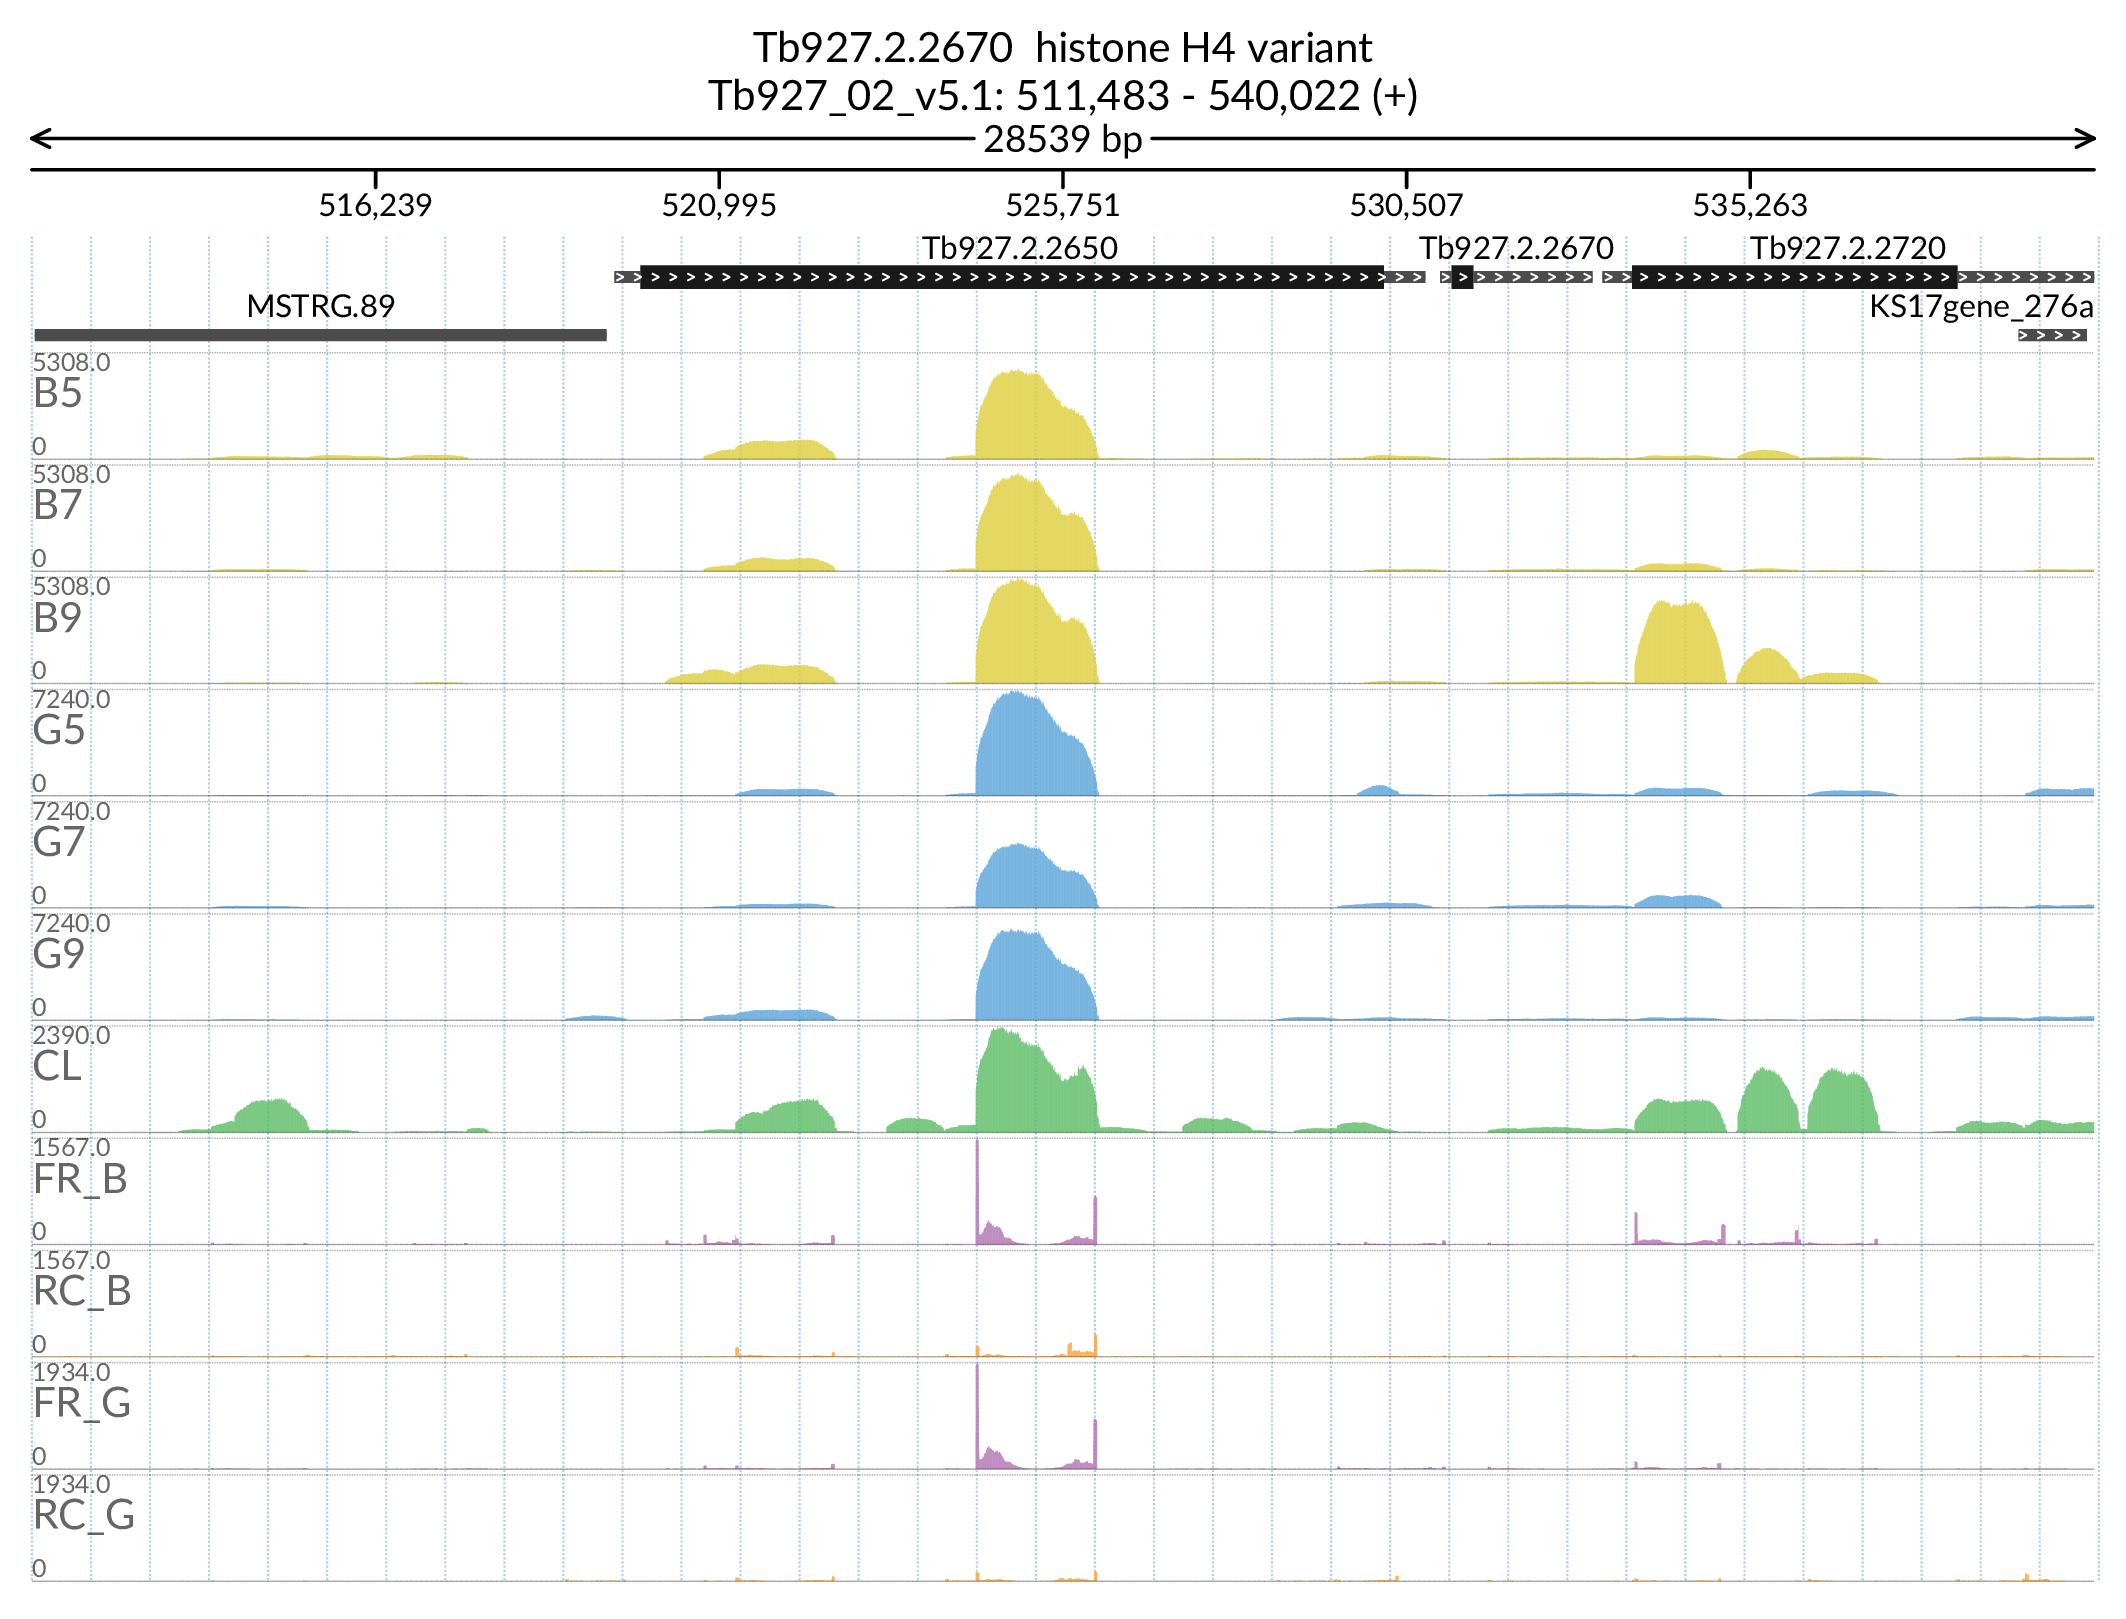 Tb927.2.2670 histone H4 variant
Tb927_02_v5.1: 511,483 - 540,022 (+)
28539 bp
516,239 520,995 525,751 530,507 535,263
Tb927.2.2650 Tb927.2.2670 Tb927.2.2720
MSTRG.89 KS17gene_276a
5308.0
B5
0
5308.0
B7
0
5308.0
B9
0
7240.0
G5
0
7240.0
G7
0
7240.0
G9
0
2390.0
CL
0
1567.0
FR_B
0
1567.0
RC_B
0
1934.0
FR_G
0
1934.0
RC_G
0